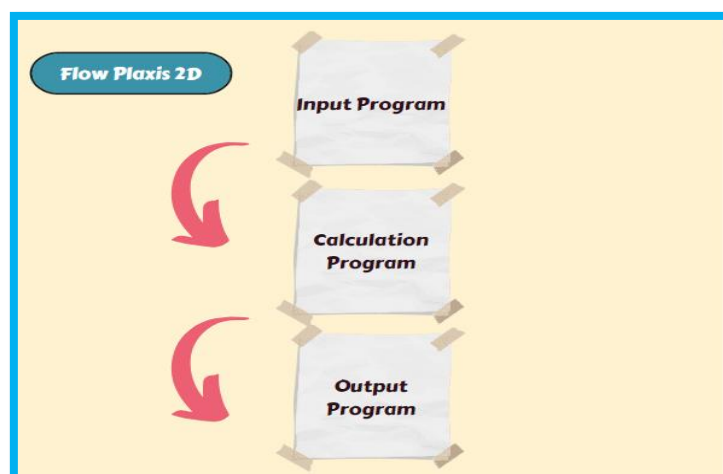 Flow Plaxis 2D
Input Program
Calculation
Program
Output
Program